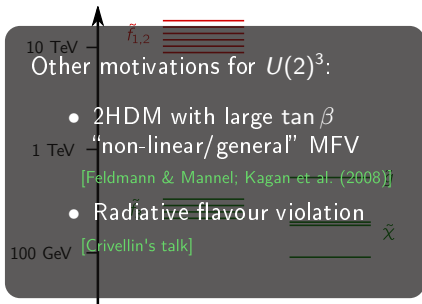 f̃1,2
10 TeV
Other motivations for U(2)³:
• 2HDM with large tan β
“non-linear/general” MFV
1 TeV
[Feldmann & Mannel; Kagan et al. (2008)]
• Radiative flavour violation
χ̃
[Crivellin's talk]
100 GeV